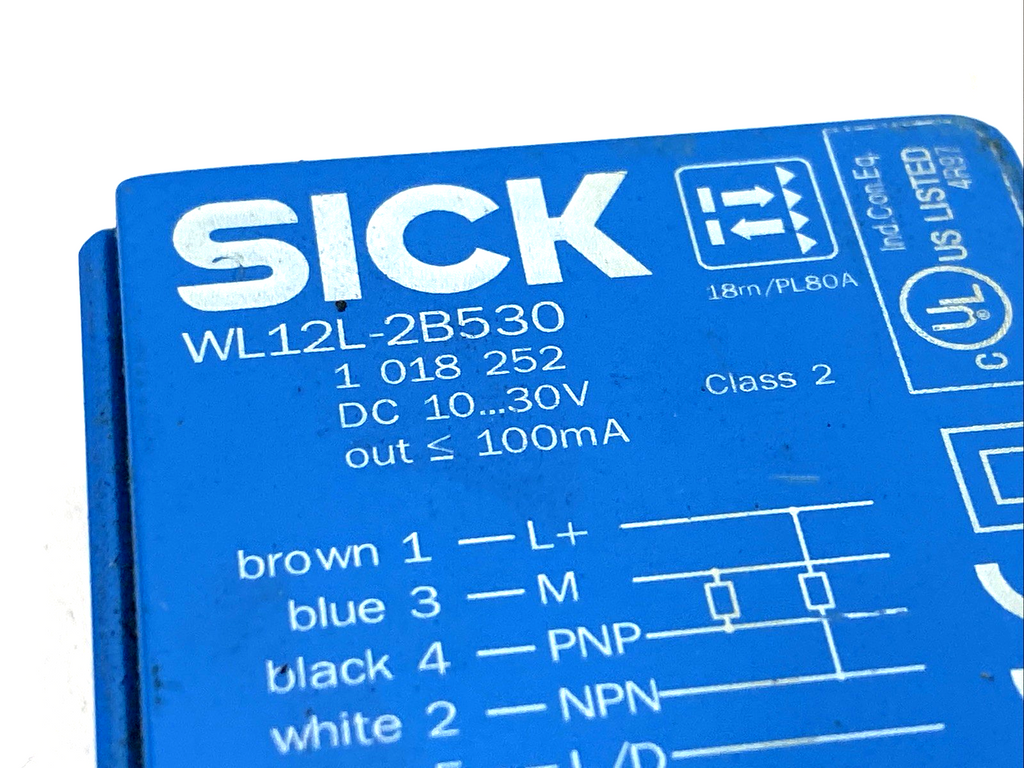 SICK
WL12L-2B530
1 018 252
DC 10...30V
out ≤ 100mA
18m/PL80A
Class 2
Ind.Con.Eq.
US LISTED
4R97
C
UL
®
brown 1 — L+
blue 3 — M
black 4 — PNP
white 2 — NPN
L/D